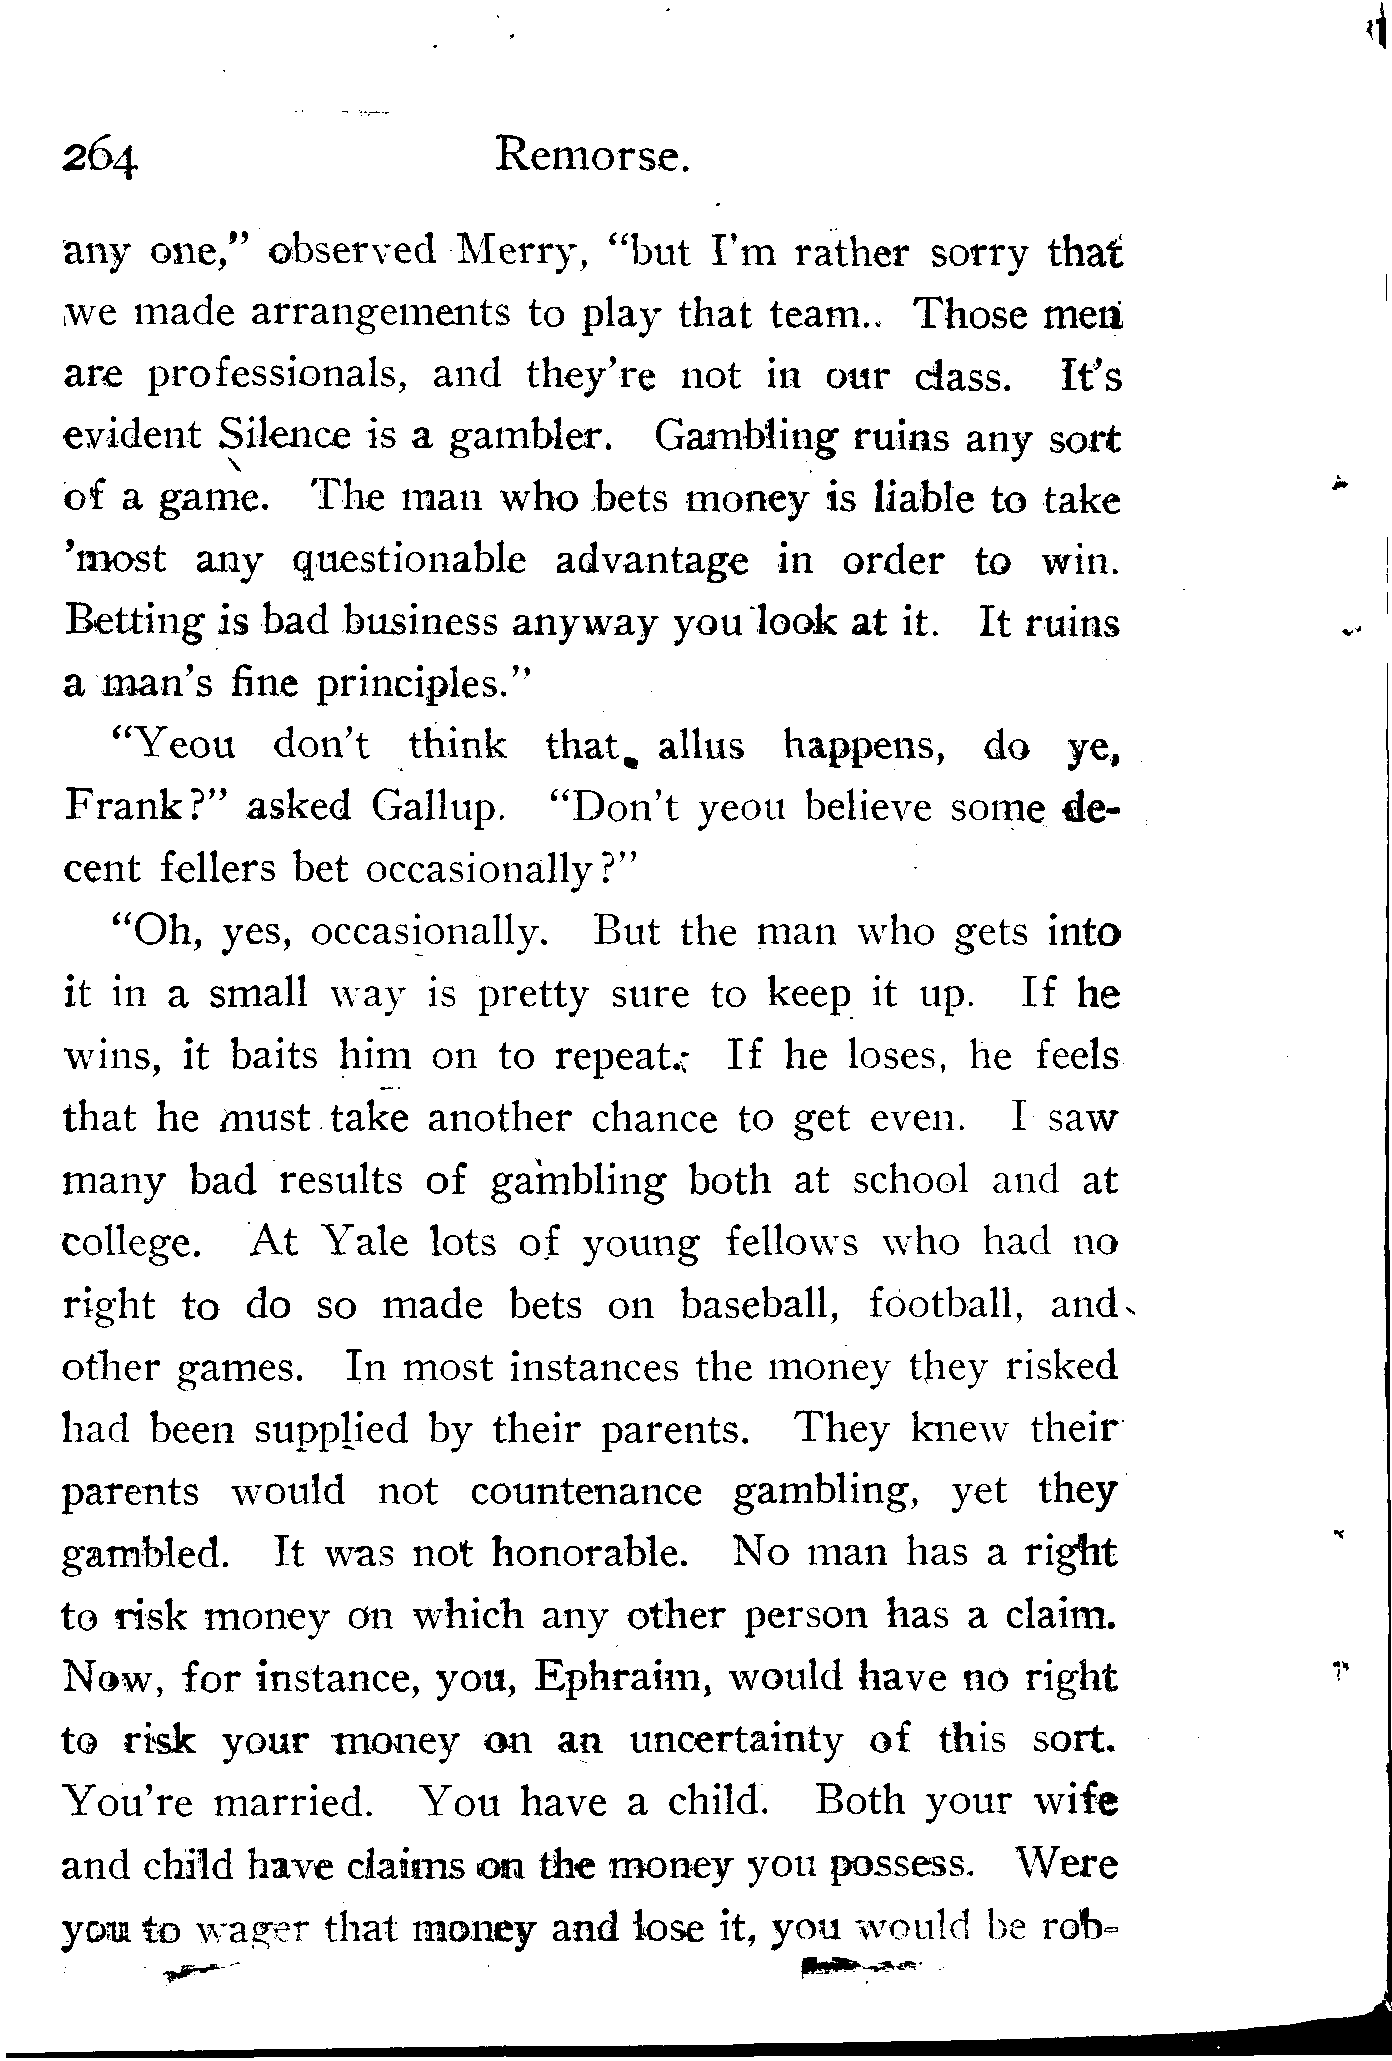 264 Remorse.
any one," observed Merry, "but I'm rather sorry that
we made arrangements to play that team. Those men
are professionals, and they're not in our class. It's
evident Silence is a gambler. Gambling ruins any sort
of a game. The man who bets money is liable to take
'most any questionable advantage in order to win.
Betting is bad business anyway you look at it. It ruins
a man's fine principles."
"Yeou don't think that allus happens, do ye,
Frank?" asked Gallup. "Don't yeou believe some de-
cent fellers bet occasionally?"
"Oh, yes, occasionally. But the man who gets into
it in a small way is pretty sure to keep it up. If he
wins, it baits him on to repeat. If he loses, he feels
that he must take another chance to get even. I saw
many bad results of gambling both at school and at
college. At Yale lots of young fellows who had no
right to do so made bets on baseball, football, and
other games. In most instances the money they risked
had been supplied by their parents. They knew their
parents would not countenance gambling, yet they
gambled. It was not honorable. No man has a right
to risk money on which any other person has a claim.
Now, for instance, you, Ephraim, would have no right
to risk your money on an uncertainty of this sort.
You're married. You have a child. Both your wife
and child have claims on the money you possess. Were
you to wager that money and lose it, you would be rob-